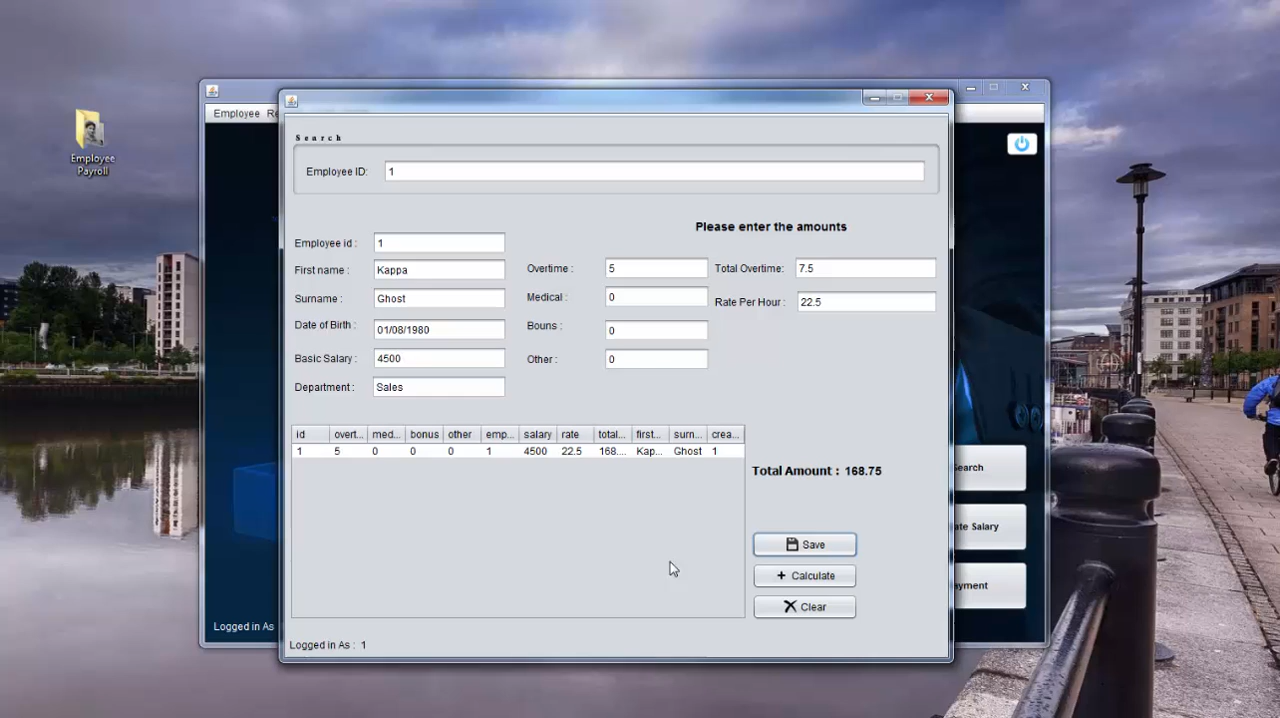 Employee
Payroll
Employee Re
Search
Employee ID: 1
Please enter the amounts
Employee id : 1
First name : Kappa
Surname : Ghost
Date of Birth : 01/08/1980
Basic Salary : 4500
Department : Sales
Overtime : 5
Medical : 0
Bouns : 0
Other : 0
Total Overtime: 7.5
Rate Per Hour : 22.5
id overt... med... bonus other emp... salary rate total... first... surn... crea...
1 5 0 0 0 1 4500 22.5 168.... Kap... Ghost 1
Total Amount : 168.75
Save
Calculate
Clear
Logged in As : 1
earch
ate Salary
ayment
Logged in As